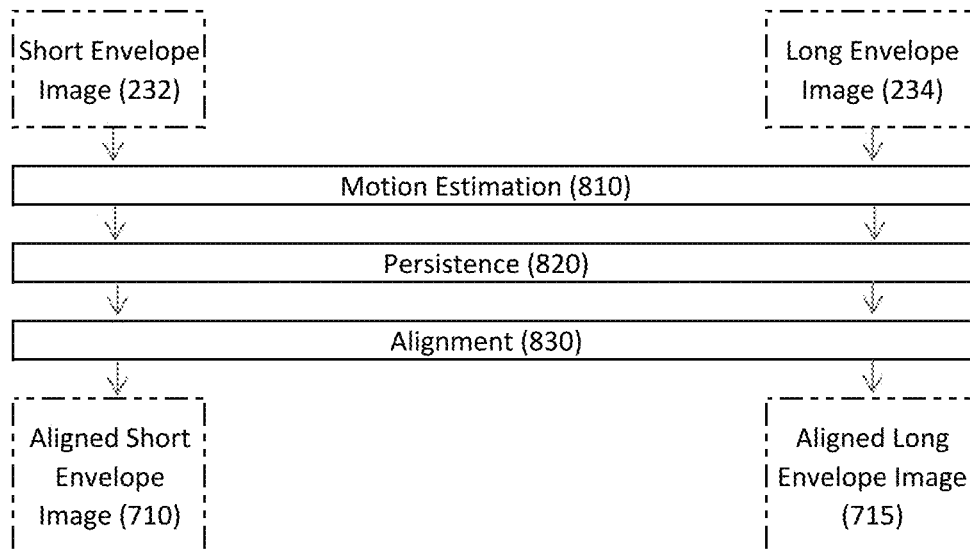 Short Envelope
Image (232)
Long Envelope
Image (234)
Motion Estimation (810)
Persistence (820)
Alignment (830)
Aligned Short
Envelope
Image (710)
Aligned Long
Envelope Image
(715)